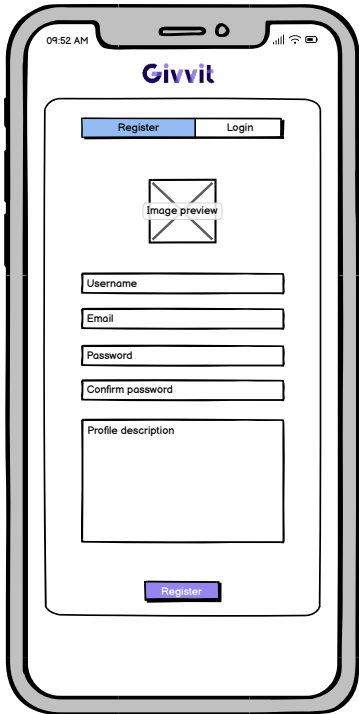 09:52 AM
Givvit
Register
Login
Image preview
Username
Email
Password
Confirm password
Profile description
Register